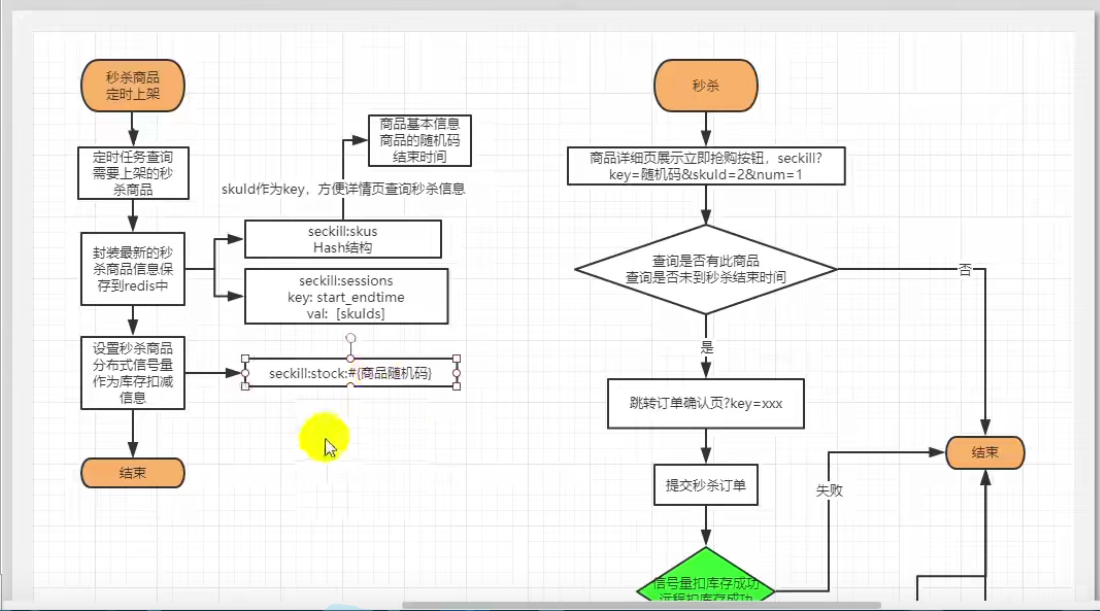 秒杀商品
定时上架
定时任务查询
需要上架的秒
杀商品
商品基本信息
商品的随机码
结束时间
skuId作为key，方便详情页查询秒杀信息
封装最新的秒
杀商品信息保
存到redis中
seckill:skus
Hash结构
seckill:sessions
key: start_endtime
val: [skuIds]
设置秒杀商品
分布式信号量
作为库存扣减
信息
seckill:stock:#(商品随机码)
结束
秒杀
商品详细页展示立即抢购按钮，seckill?
key=随机码&skuId=2&num=1
查询是否有此商品
查询是否未到秒杀结束时间
否
是
跳转订单确认页?key=xxx
提交秒杀订单
失败
结束
信号量扣库存成功
远程扣库存成功